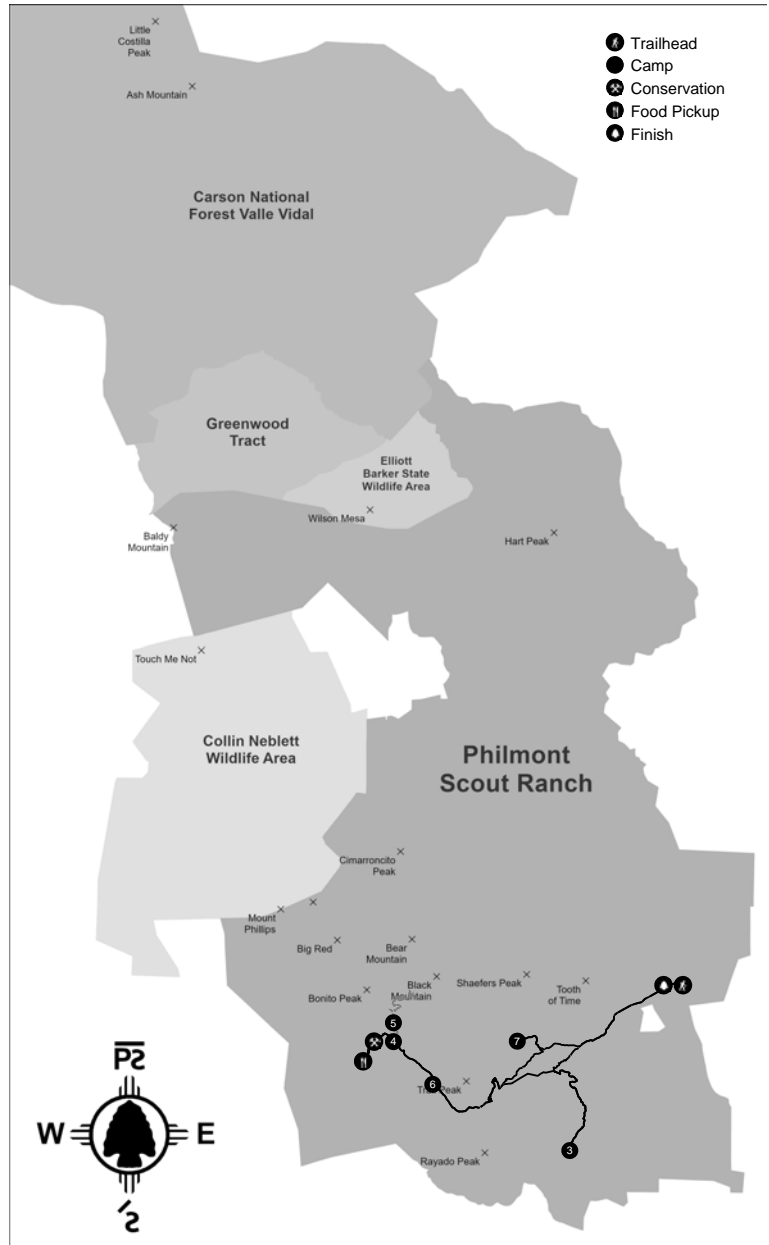 Little
Costilla
Peak
Ash Mountain
Trailhead
Camp
Conservation
Food Pickup
Finish
Carson National
Forest Valle Vidal
Greenwood
Tract
Elliott
Barker State
Wildlife Area
Wilson Mesa
Baldy
Mountain
Hart Peak
Touch Me Not
Collin Neblett
Wildlife Area
Philmont
Scout Ranch
Cimarroncito
Peak
Mount
Phillips
Big Red
Bear
Mountain
Black
Mountain
Shaefers Peak
Tooth
of Time
Bonito Peak
5
4
7
6
Peak
3
Rayado Peak
W
E